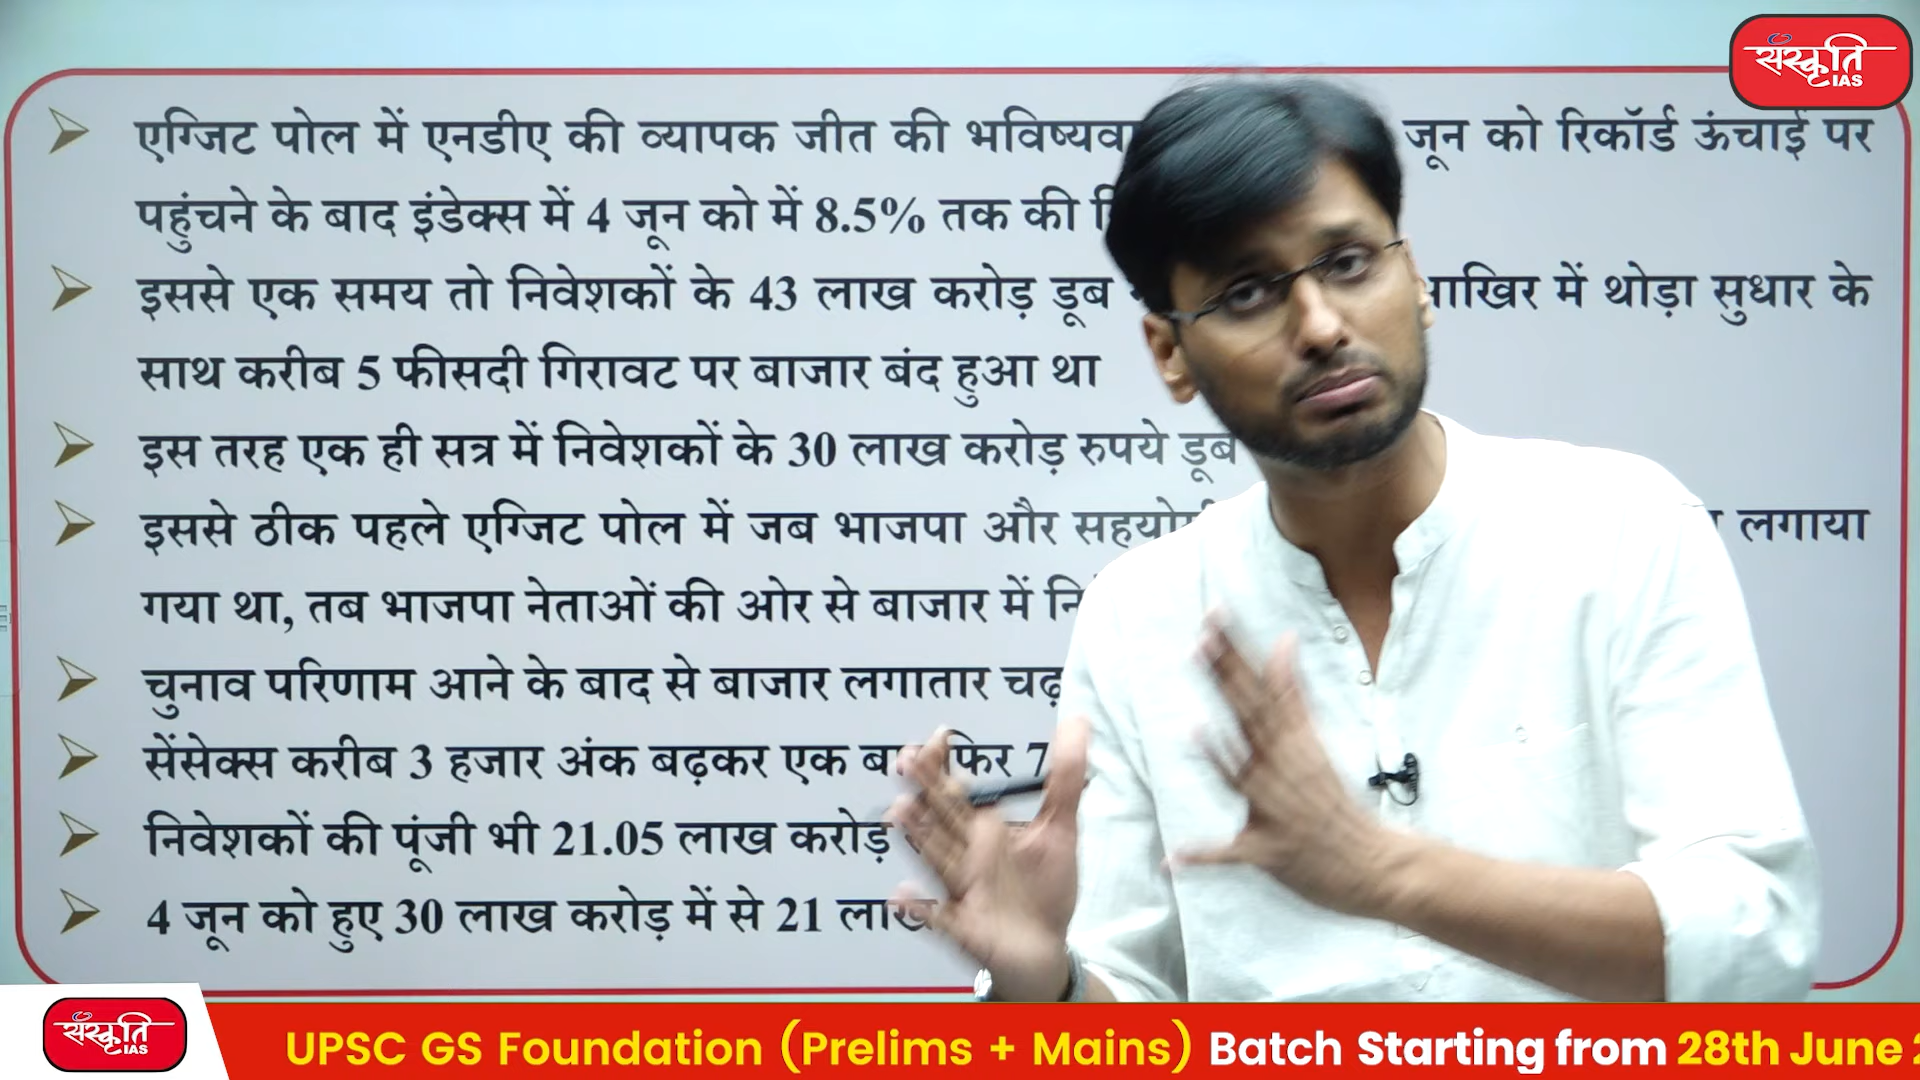 संस्कृति
IAS
एग्जिट पोल में एनडीए की व्यापक जीत की जून को रिकॉर्ड ऊंचाई पर
पहुंचने के बाद इंडेक्स में 4 जून को में 8.5% तक की
इससे एक समय तो निवेशकों के 43 लाख करोड़ डूब में थोड़ा सुधार के
साथ करीब 5 फीसदी गिरावट पर बाजार बंद हुआ था
इस तरह एक ही सत्र में निवेशकों के 30 लाख करोड़ रुपये डूब
इससे ठीक पहले एग्जिट पोल में जब भाजपा और लगाया
गया था, तब भाजपा नेताओं की ओर से बाजार में
चुनाव परिणाम आने के बाद से बाजार लगातार
सेंसेक्स करीब 3 हजार अंक बढ़कर एक फिर
निवेशकों की पूंजी भी 21.05 लाख करोड़
4 जून को हुए 30 लाख करोड़ में से 21 लाख
संस्कृति
IAS
UPSC GS Foundation (Prelims + Mains) Batch Starting from 28th June